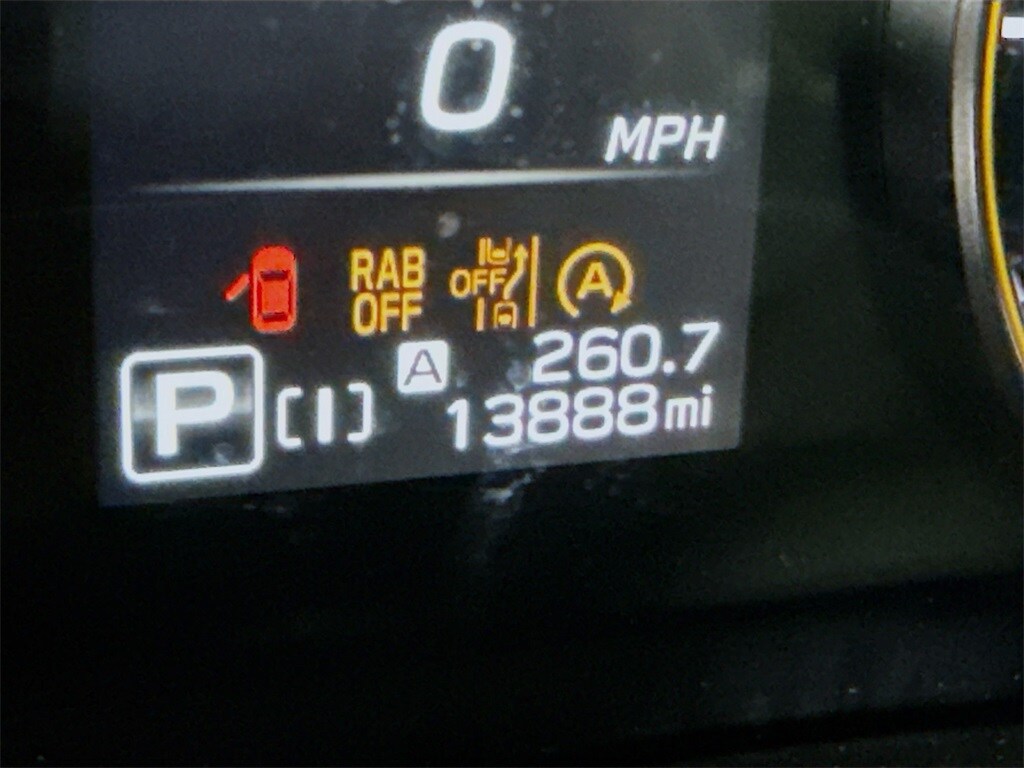 0
MPH
RAB OFF
OFF
A
P [I] A 260.7
13888mi